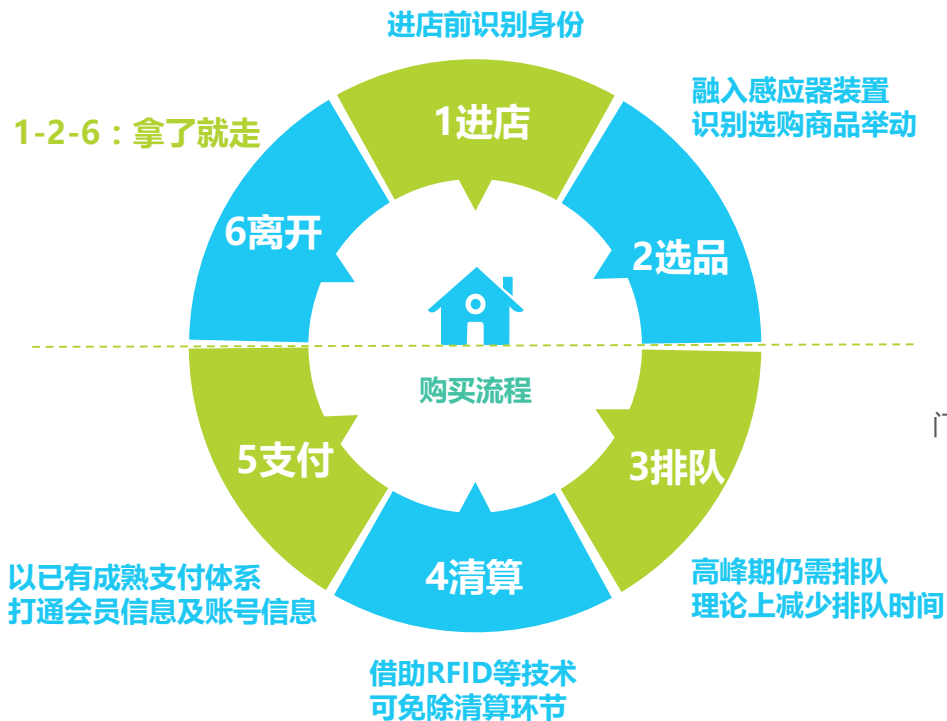 进店前识别身份
融入感应器装置
识别选购商品举动
1-2-6：拿了就走
1进店
6离开
2选品
购买流程
门
5支付
3排队
4清算
以已有成熟支付体系
打通会员信息及账号信息
高峰期仍需排队
理论上减少排队时间
借助RFID等技术
可免除清算环节